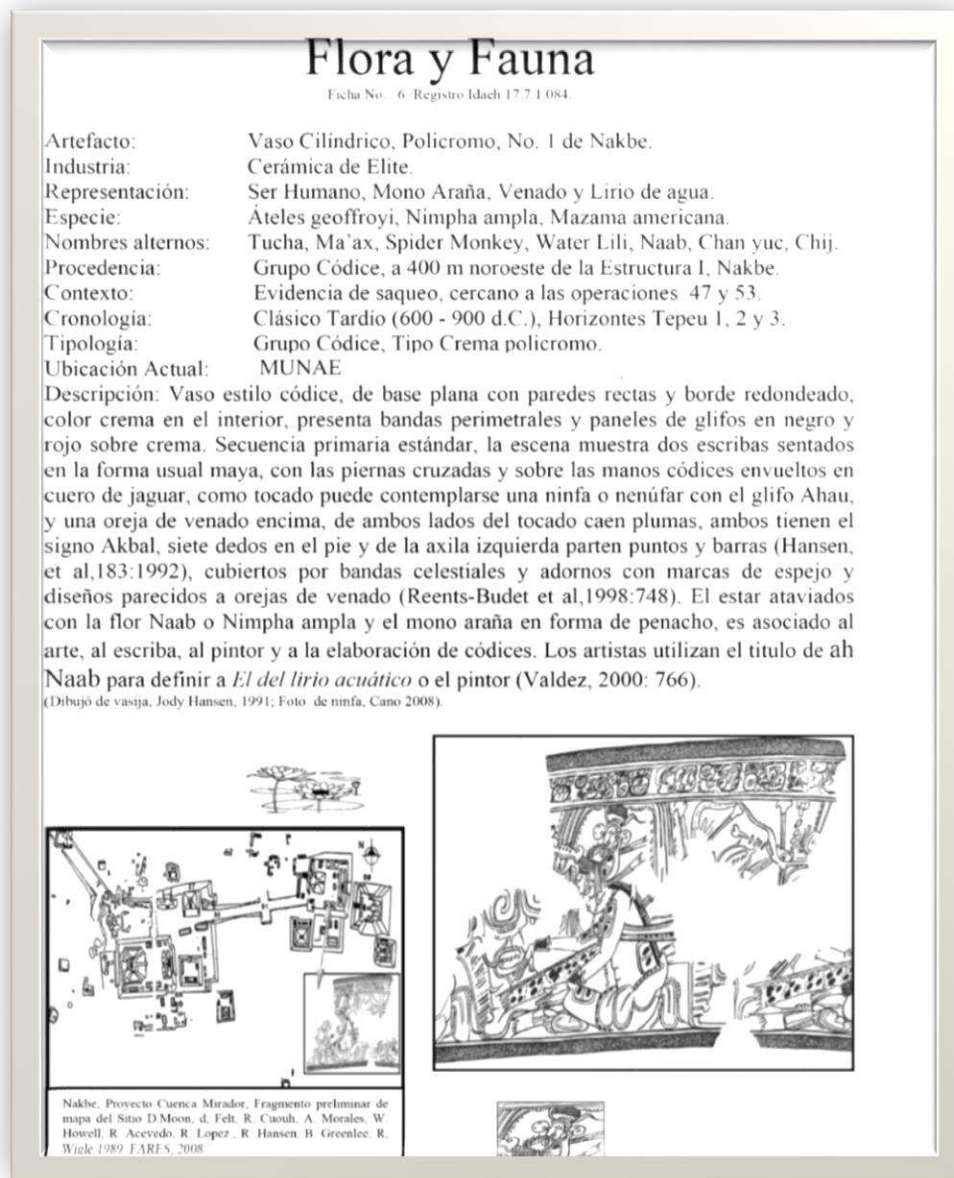 Flora y Fauna
Ficha No. 6 Registro Idaeh 17.7.1.084.
Artefacto: Vaso Cilíndrico, Policromo, No. 1 de Nakbe.
Industria: Cerámica de Elite.
Representación: Ser Humano, Mono Araña, Venado y Lirio de agua.
Especie: Áteles geoffroyi, Nimpha ampla, Mazama americana.
Nombres alternos: Tucha, Ma'ax, Spider Monkey, Water Lili, Naab, Chan yuc, Chij.
Procedencia: Grupo Códice, a 400 m noroeste de la Estructura I, Nakbe.
Contexto: Evidencia de saqueo, cercano a las operaciones 47 y 53.
Cronología: Clásico Tardío (600 - 900 d.C.), Horizontes Tepeu 1, 2 y 3.
Tipología: Grupo Códice, Tipo Crema policromo.
Ubicación Actual: MUNAE
Descripción: Vaso estilo códice, de base plana con paredes rectas y borde redondeado,
color crema en el interior, presenta bandas perimetrales y paneles de glifos en negro y
rojo sobre crema. Secuencia primaria estándar, la escena muestra dos escribas sentados
en la forma usual maya, con las piernas cruzadas y sobre las manos códices envueltos en
cuero de jaguar, como tocado puede contemplarse una ninfa o nenúfar con el glifo Ahau,
y una oreja de venado encima, de ambos lados del tocado caen plumas, ambos tienen el
signo Akbal, siete dedos en el pie y de la axila izquierda parten puntos y barras (Hansen,
et al,183:1992), cubiertos por bandas celestiales y adornos con marcas de espejo y
diseños parecidos a orejas de venado (Reents-Budet et al,1998:748). El estar ataviados
con la flor Naab o Nimpha ampla y el mono araña en forma de penacho, es asociado al
arte, al escriba, al pintor y a la elaboración de códices. Los artistas utilizan el titulo de ah
Naab para definir a El del lirio acuático o el pintor (Valdez, 2000: 766).
(Dibujó de vasija, Jody Hansen, 1991; Foto de ninfa, Cano 2008).
N
Nakbe, Proyecto Cuenca Mirador, Fragmento preliminar de
mapa del Sitio D.Moon, d, Felt, R. Cuouh, A. Morales, W.
Howell, R. Acevedo, R. Lopez , R. Hansen, B. Greenlee, R.
Wigle 1989 FARES, 2008